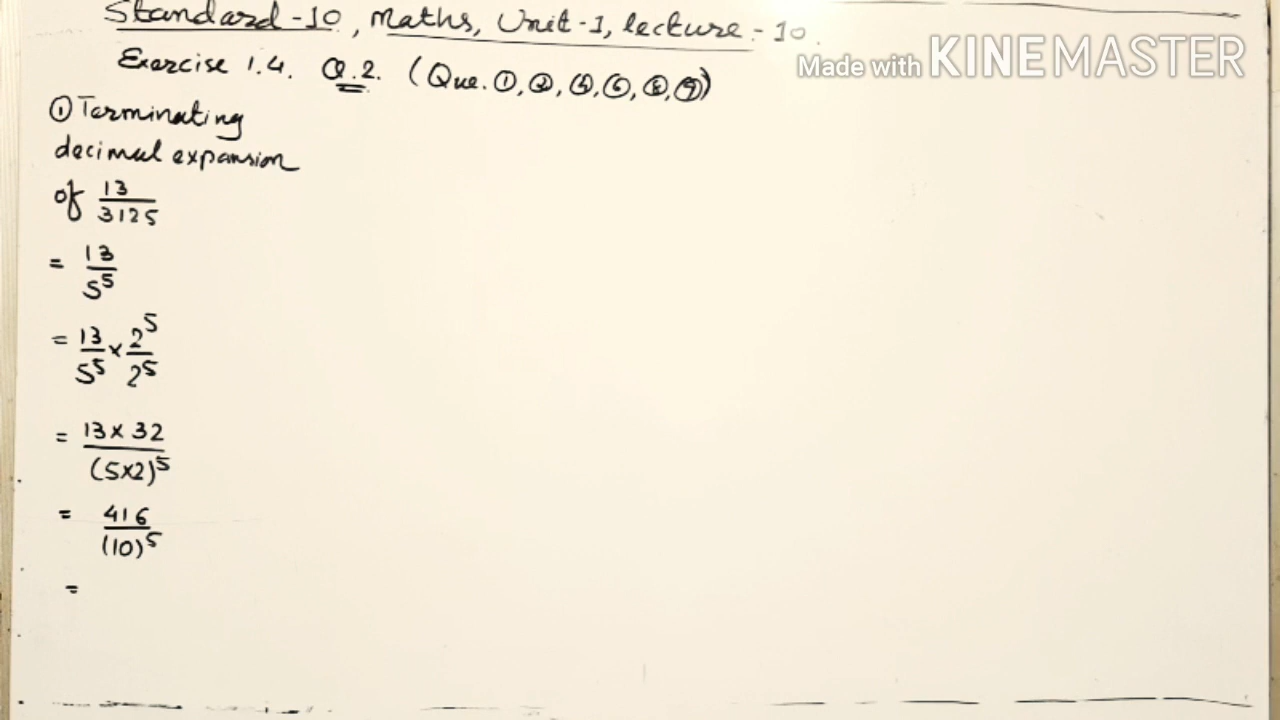 Standard-10, Maths, Unit-1, lecture-10.
Made with KINEMASTER
Exercise 1.4. Q.2. (Que. ①, ②, ④, ⑥, ⑧, ⑨)
① Terminating
decimal expansion
of 13/3125
= 13/5⁵
= 13/5⁵ × 2⁵/2⁵
= 13×32/(5×2)⁵
= 416/(10)⁵
=